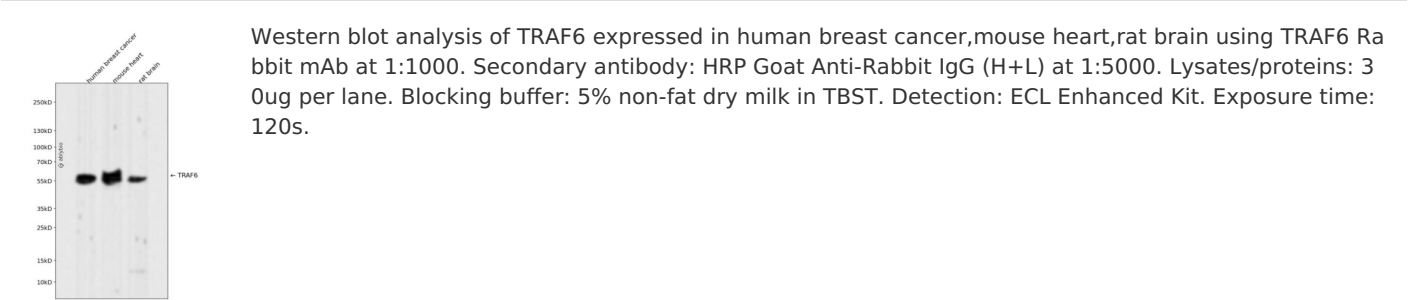 human breast cancer
mouse heart
rat brain
250kD
130kD
100kD
70kD
55kD
35kD
25kD
15kD
10kD
@ abybio
← TRAF6
Western blot analysis of TRAF6 expressed in human breast cancer,mouse heart,rat brain using TRAF6 Ra
bbit mAb at 1:1000. Secondary antibody: HRP Goat Anti-Rabbit IgG (H+L) at 1:5000. Lysates/proteins: 3
0ug per lane. Blocking buffer: 5% non-fat dry milk in TBST. Detection: ECL Enhanced Kit. Exposure time:
120s.